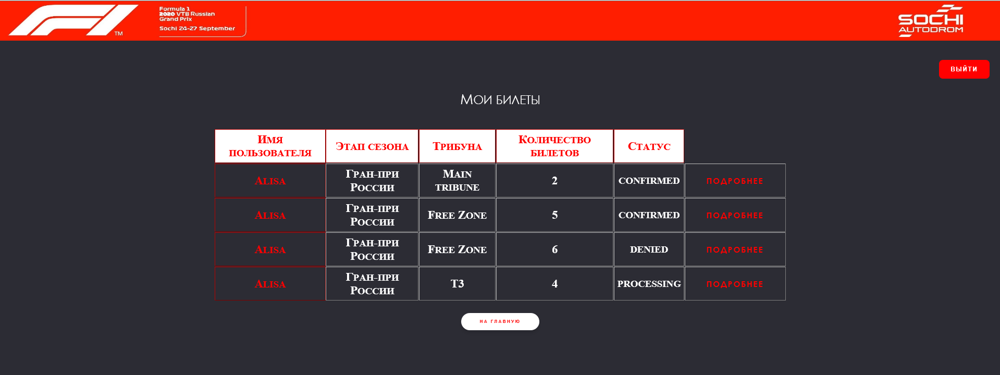 Formula 1
2020 VTB Russian
Grand Prix
Sochi 24-27 September
TM
SOCHI
AUTODROM
ВЫЙТИ
Мои билеты
Имя
пользователя
Этап сезона
Трибуна
Количество
билетов
Статус
Alisa
Гран-при
России
Main
tribune
2
confirmed
ПОДРОБНЕЕ
Alisa
Гран-при
России
Free Zone
5
confirmed
ПОДРОБНЕЕ
Alisa
Гран-при
России
Free Zone
6
denied
ПОДРОБНЕЕ
Alisa
Гран-при
России
T3
4
processing
ПОДРОБНЕЕ
НА ГЛАВНУЮ